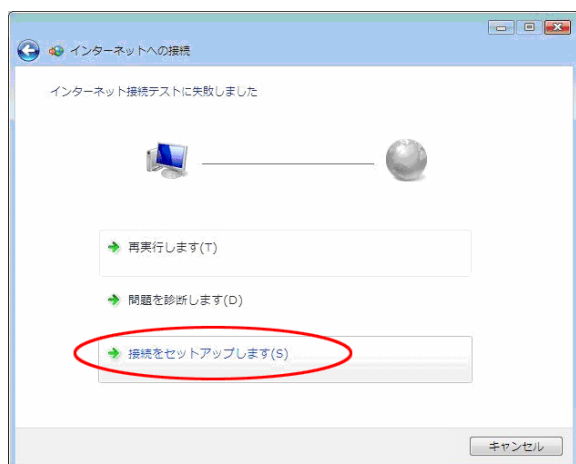 インターネットへの接続
インターネット接続テストに失敗しました
再実行します(T)
問題を診断します(D)
接続をセットアップします(S)
キャンセル